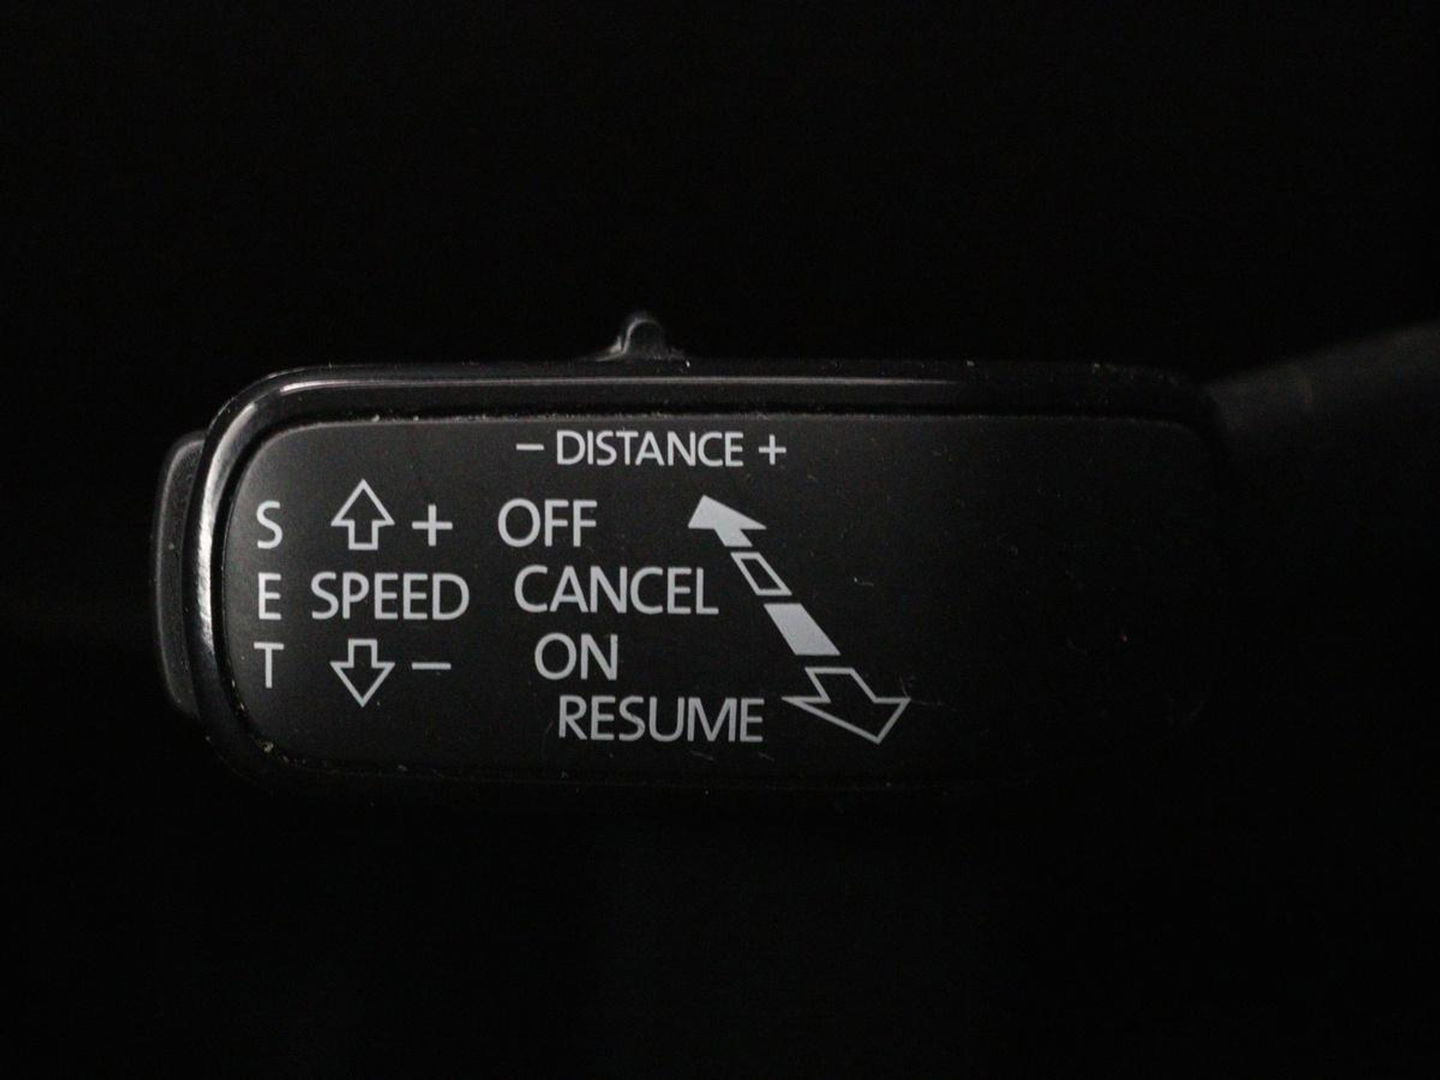 – DISTANCE +
S + OFF
E SPEED CANCEL
T – ON
RESUME